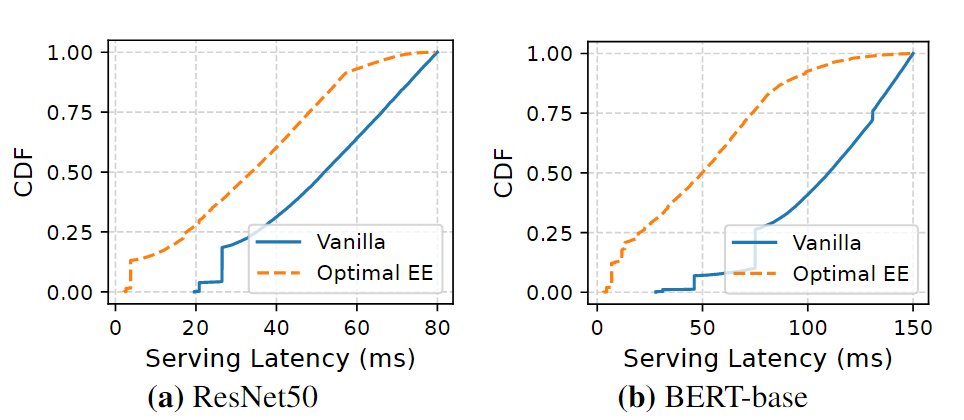 1.00
0.75
0.50
0.25
0.00
CDF
Vanilla
Optimal EE
0 20 40 60 80
Serving Latency (ms)
(a) ResNet50
1.00
0.75
0.50
0.25
0.00
CDF
Vanilla
Optimal EE
0 50 100 150
Serving Latency (ms)
(b) BERT-base